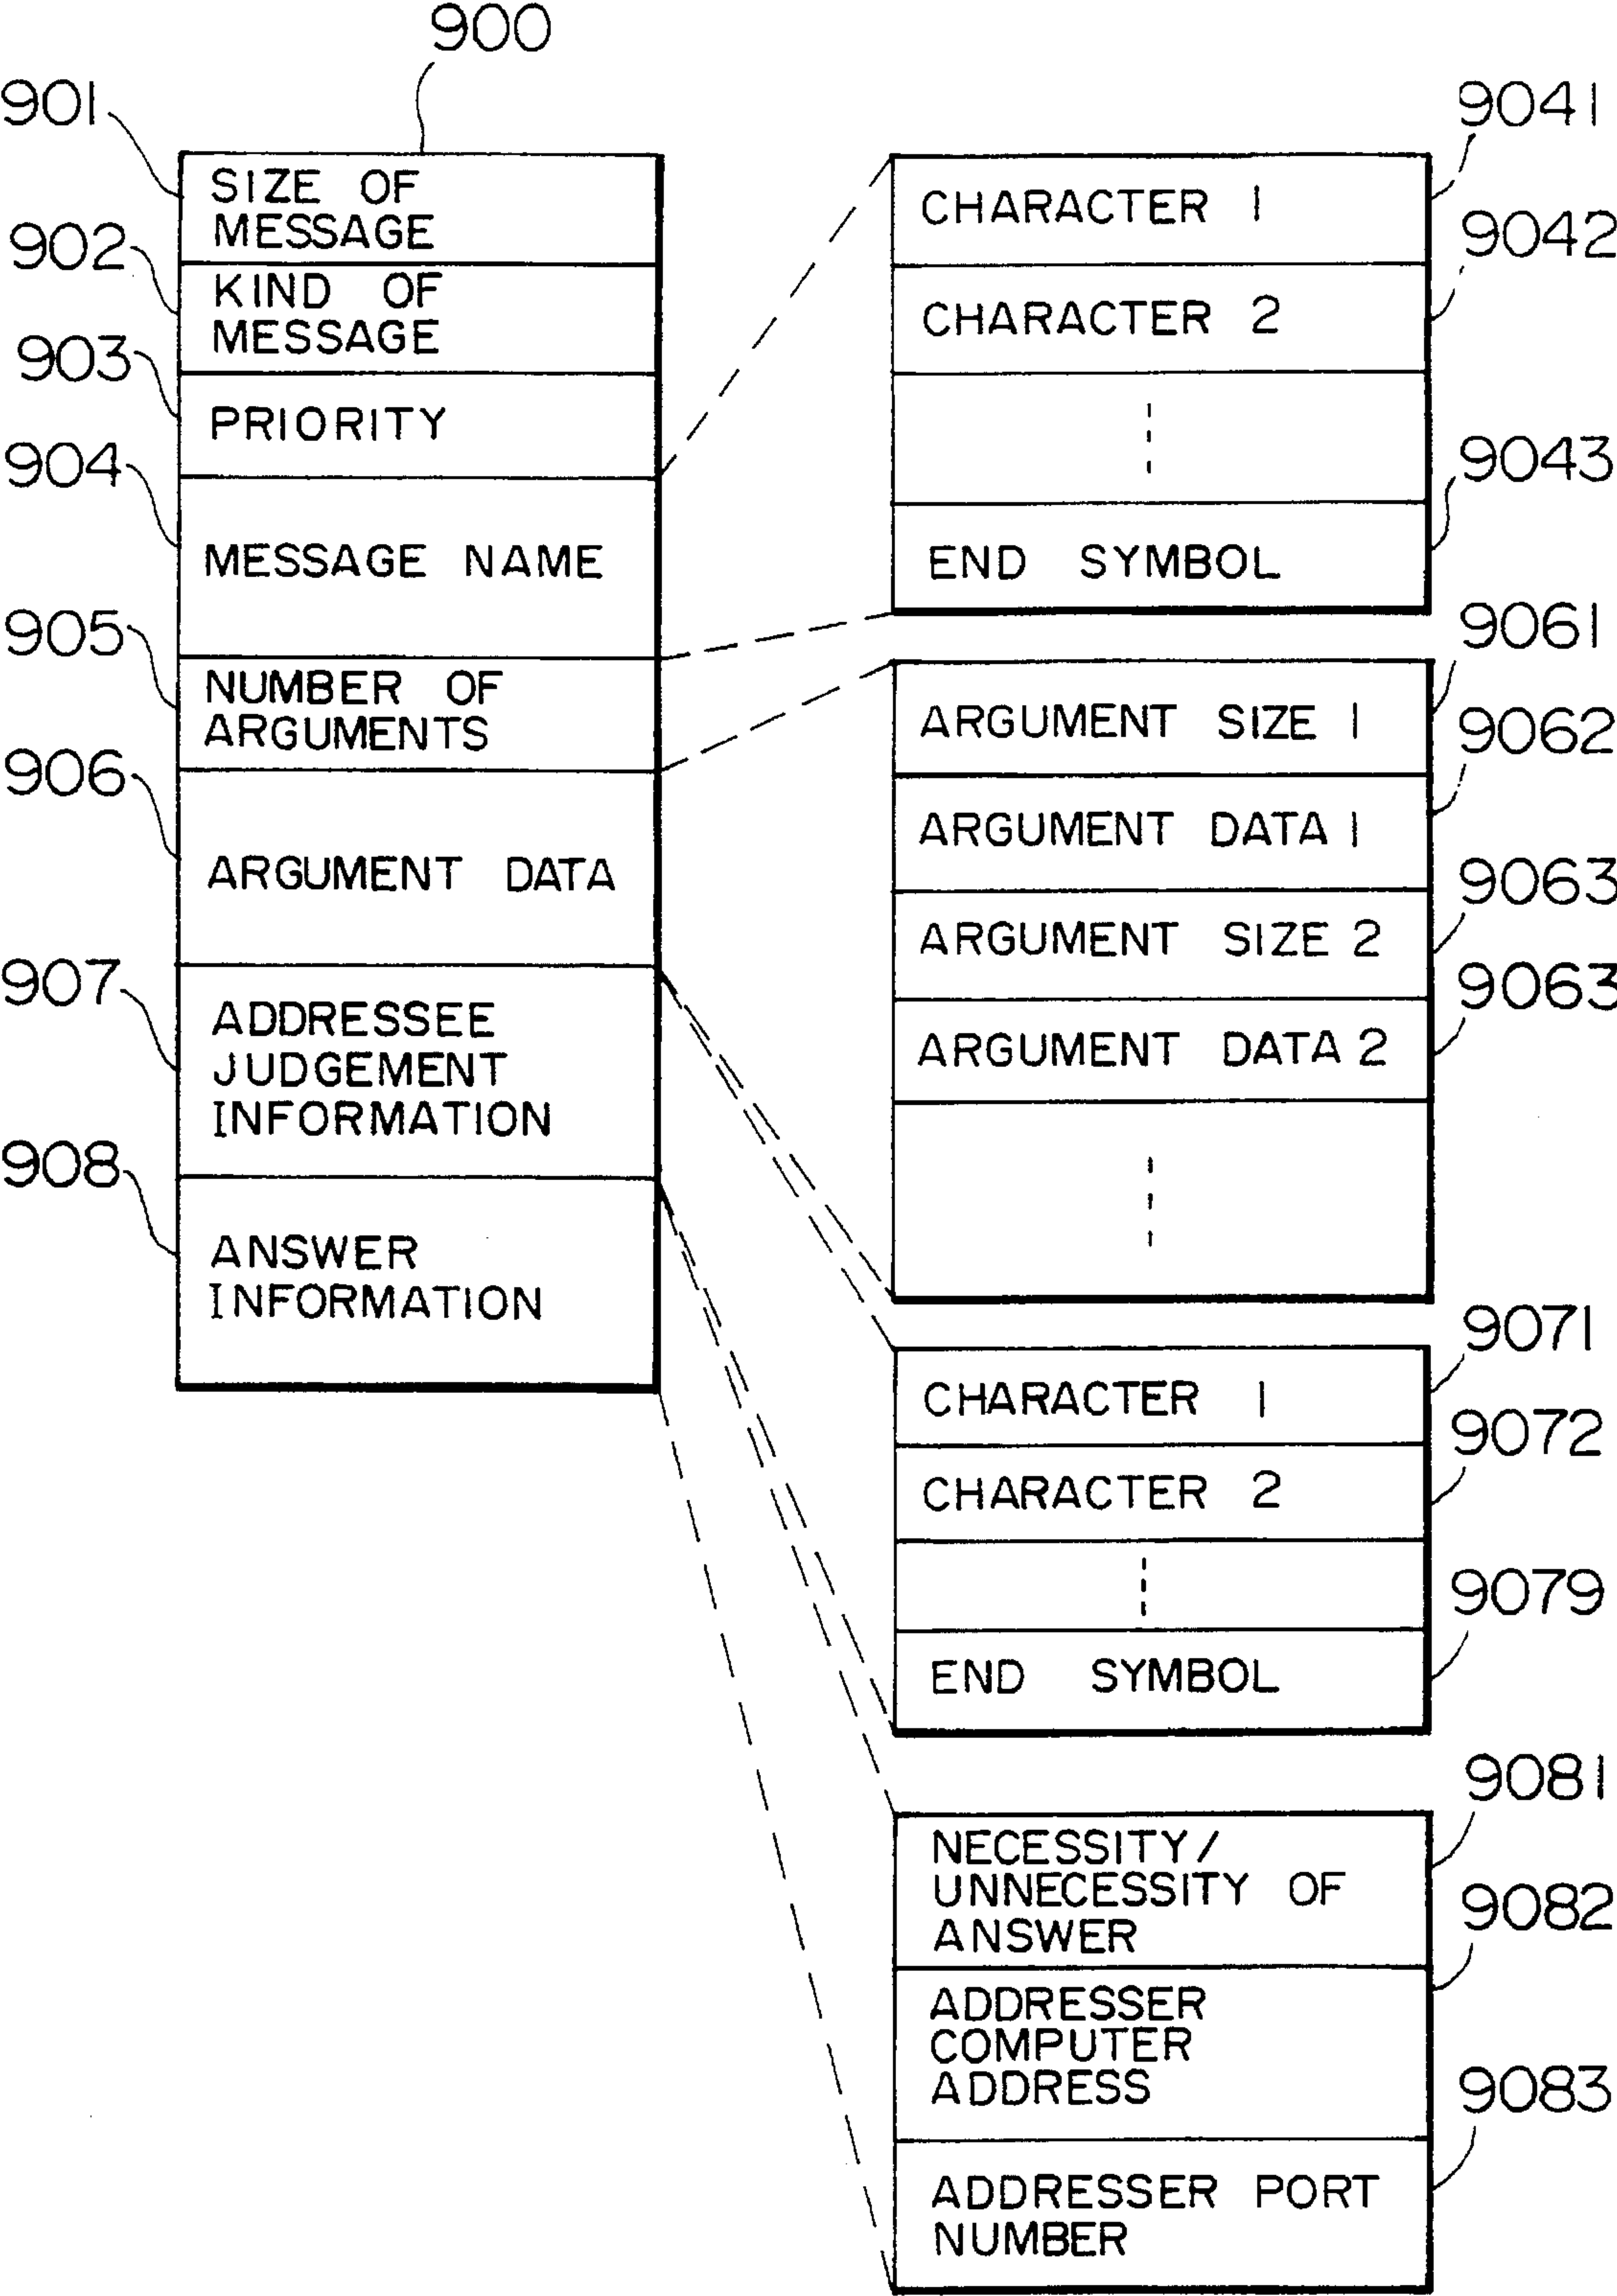 900
901
SIZE OF
MESSAGE
902
KIND OF
MESSAGE
903
PRIORITY
904
MESSAGE NAME
905
NUMBER OF
ARGUMENTS
906
ARGUMENT DATA
907
ADDRESSEE
JUDGEMENT
INFORMATION
908
ANSWER
INFORMATION
9041
CHARACTER 1
9042
CHARACTER 2
9043
END SYMBOL
9061
ARGUMENT SIZE 1
9062
ARGUMENT DATA 1
9063
ARGUMENT SIZE 2
9063
ARGUMENT DATA 2
9071
CHARACTER 1
9072
CHARACTER 2
9079
END SYMBOL
9081
NECESSITY/
UNNECESSITY OF
ANSWER
9082
ADDRESSER
COMPUTER
ADDRESS
9083
ADDRESSER PORT
NUMBER